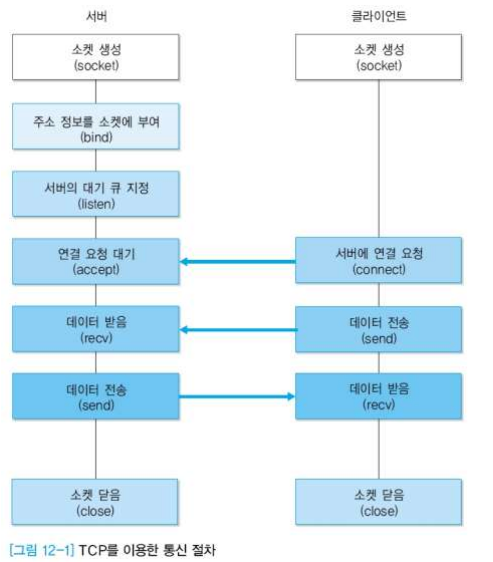 서버
클라이언트
소켓 생성
(socket)
소켓 생성
(socket)
주소 정보를 소켓에 부여
(bind)
서버의 대기 큐 지정
(listen)
연결 요청 대기
(accept)
서버에 연결 요청
(connect)
데이터 받음
(recv)
데이터 전송
(send)
데이터 전송
(send)
데이터 받음
(recv)
소켓 닫음
(close)
소켓 닫음
(close)
[그림 12-1] TCP를 이용한 통신 절차